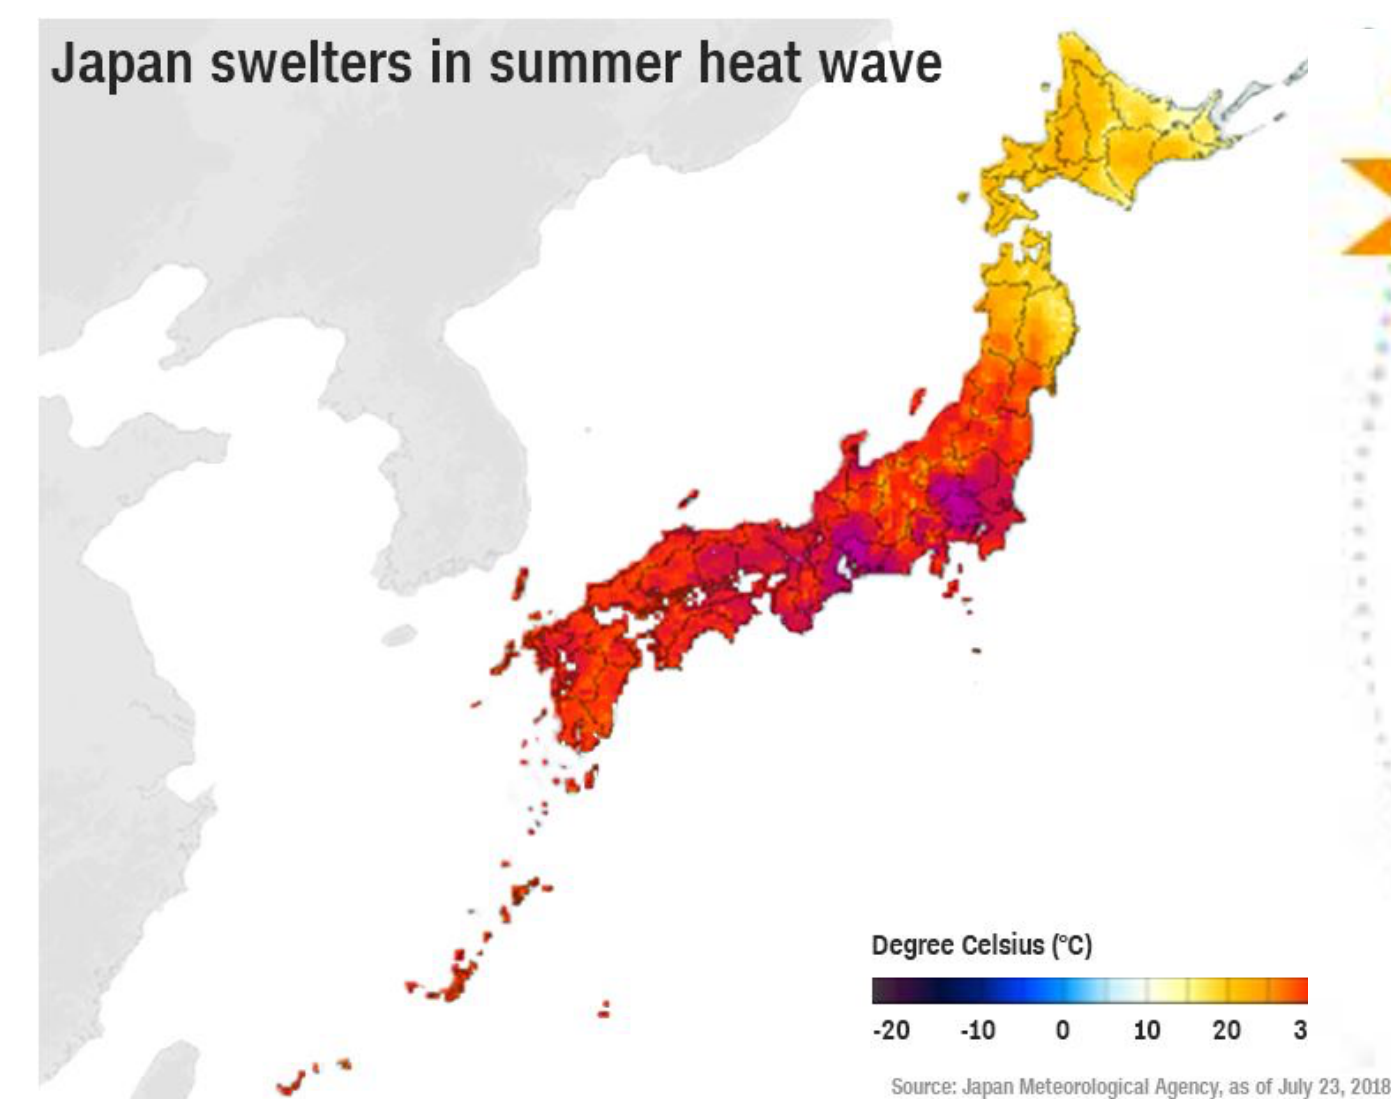 Japan swelters in summer heat wave
Degree Celsius (°C)
-20 -10 0 10 20 3
Source: Japan Meteorological Agency, as of July 23, 2018